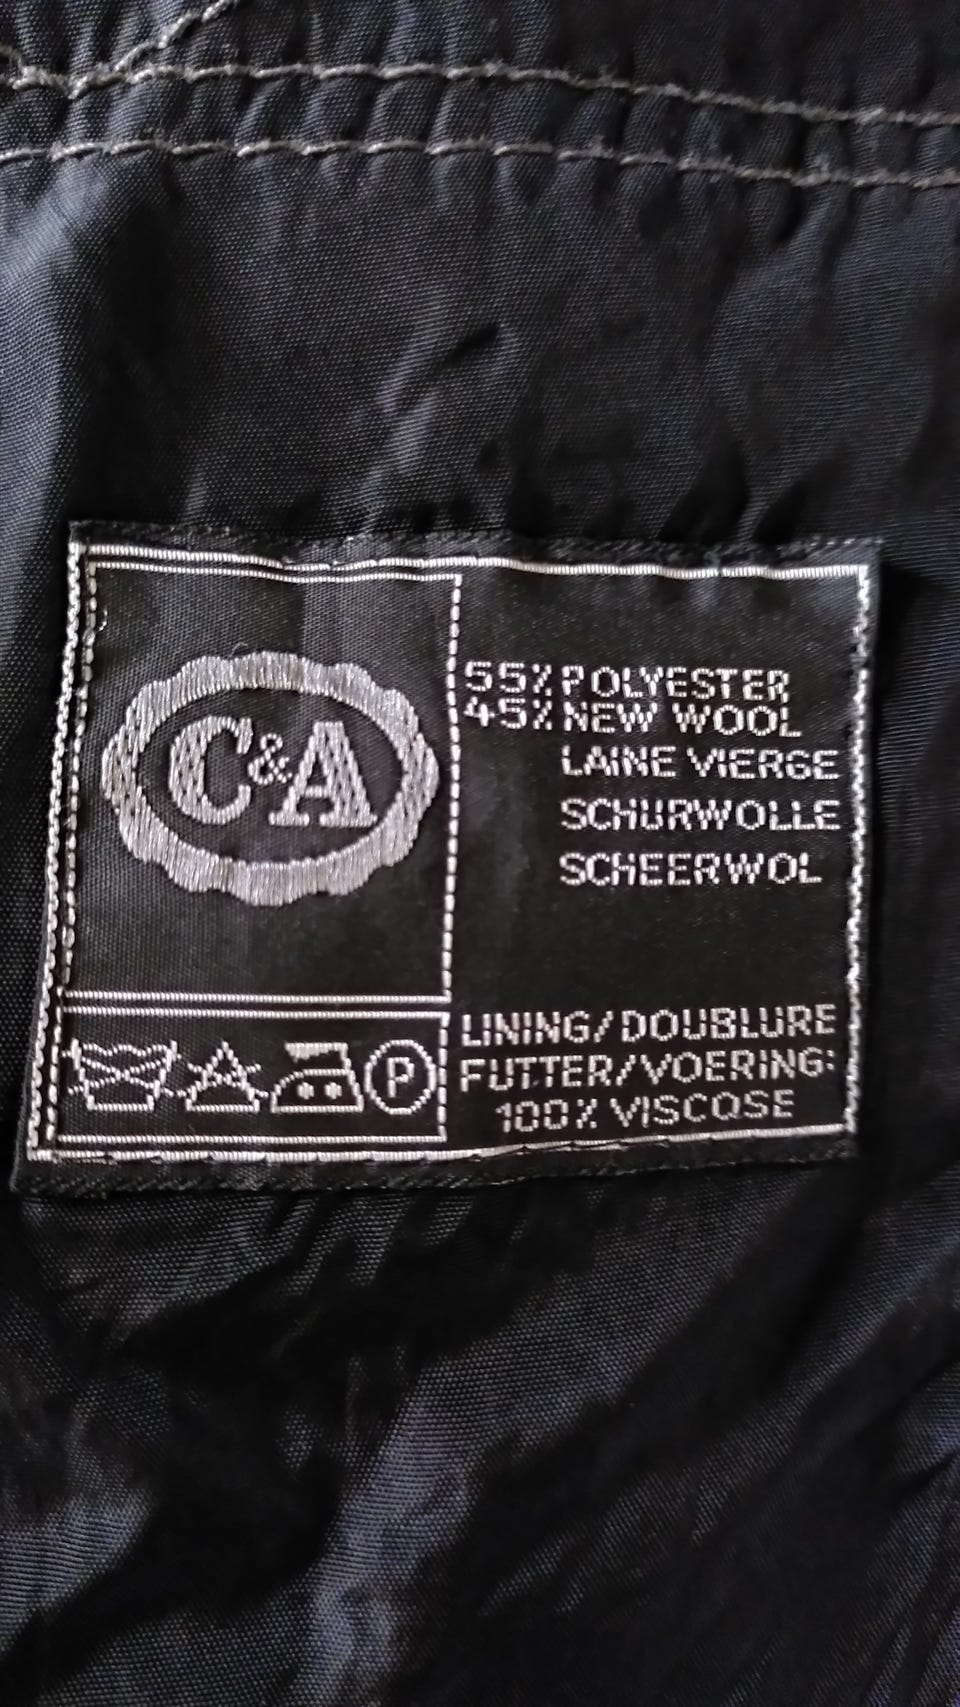 C&A
55% POLYESTER
45% NEW WOOL
LAINE VIERGE
SCHURWOLLE
SCHEERWOL
LINING/DOUBLURE
FUTTER/VOERING:
100% VISCOSE
P